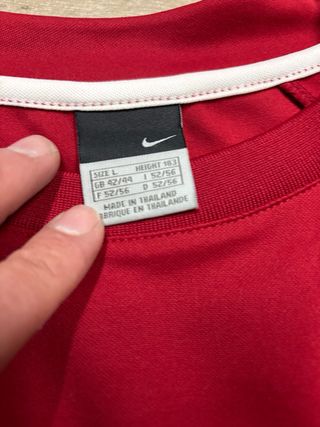 SIZE L HEIGHT 183
GB 42/44 I 52/56
F 52/56 D 52/56
MADE IN THAILAND
FABRIQUE EN THAILANDE